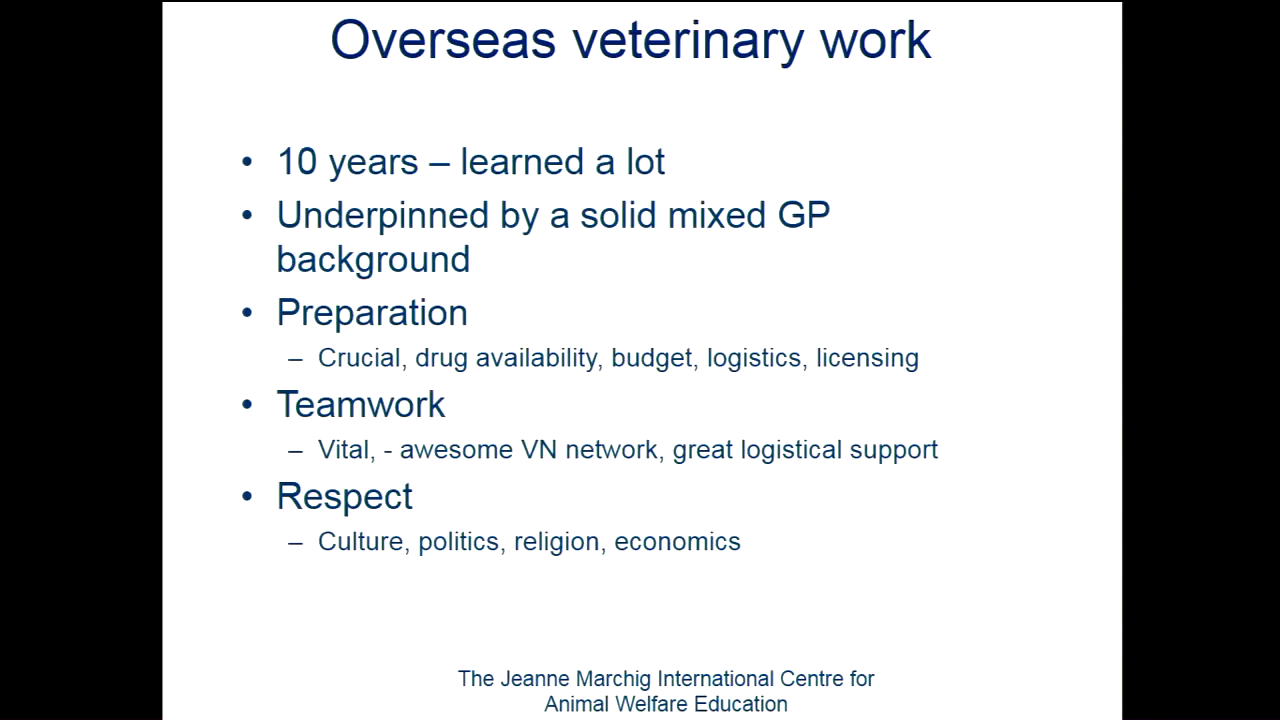 Overseas veterinary work
• 10 years – learned a lot
• Underpinned by a solid mixed GP
background
• Preparation
– Crucial, drug availability, budget, logistics, licensing
• Teamwork
– Vital, - awesome VN network, great logistical support
• Respect
– Culture, politics, religion, economics
The Jeanne Marchig International Centre for
Animal Welfare Education